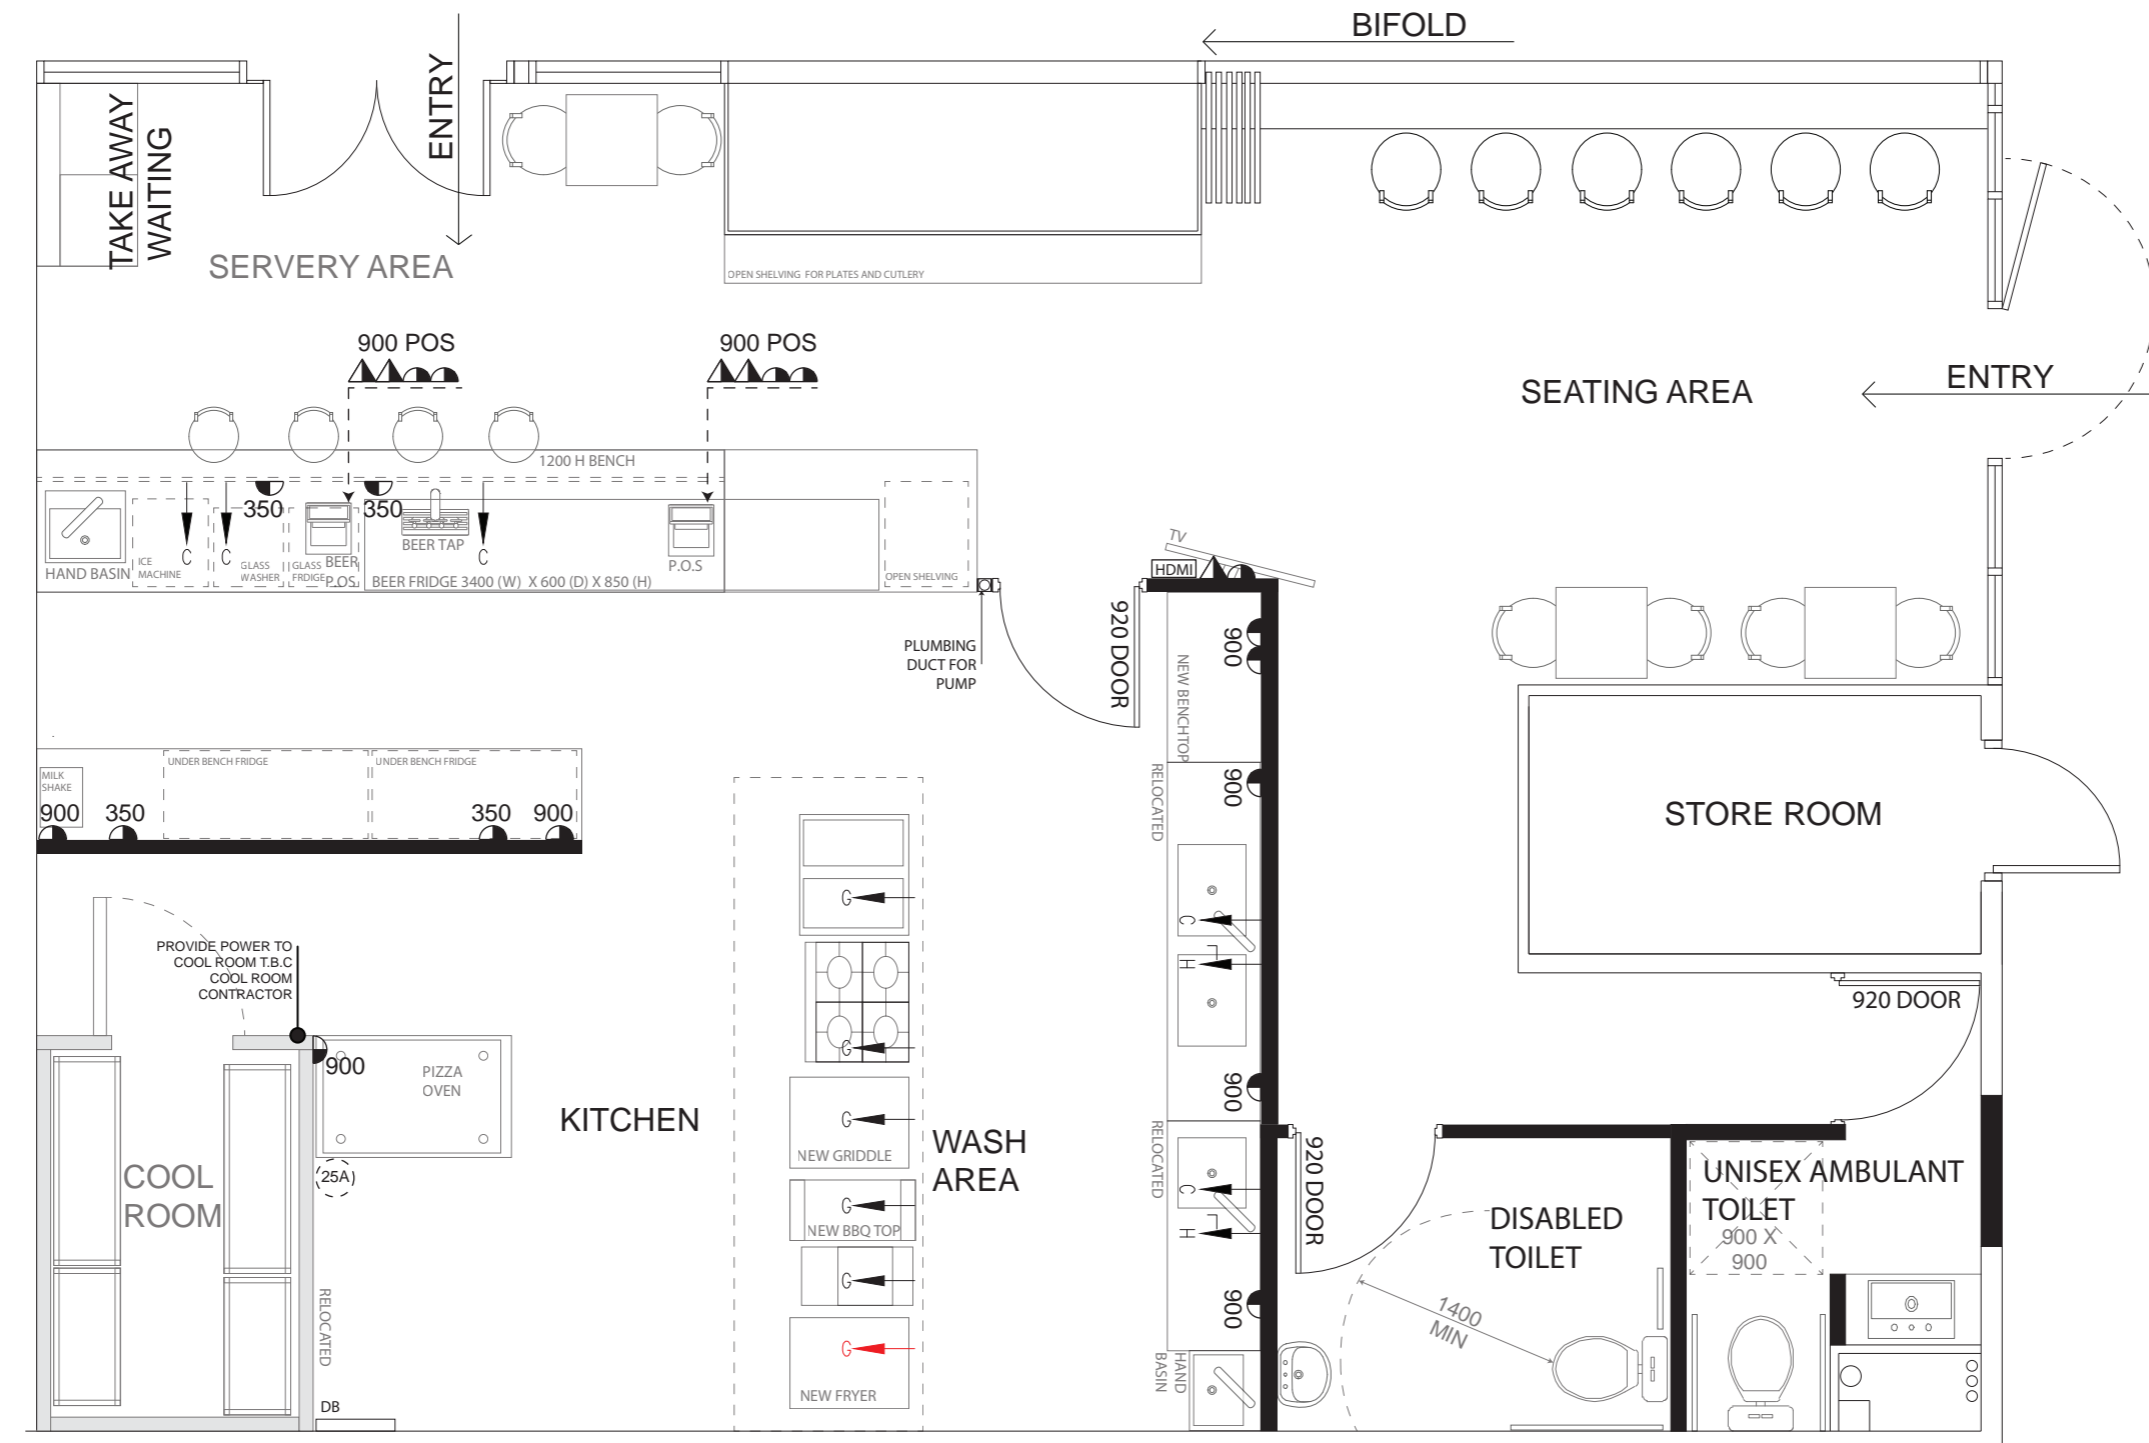 BIFOLD
ENTRY
TAKE AWAY
WAITING
SERVERY AREA
OPEN SHELVING FOR PLATES AND CUTLERY
900 POS
900 POS
SEATING AREA
ENTRY
1200 H BENCH
350
350
HAND BASIN
ICE
MACHINE
C
C
GLASS
WASHER
GLASS
FRIDGE
BEER
P.O.S
BEER TAP
C
BEER FRIDGE 3400 (W) X 600 (D) X 850 (H)
P.O.S
OPEN SHELVING
TV
HDMI
PLUMBING
DUCT FOR
PUMP
920 DOOR
900
NEW BENCHTOP
MILK
SHAKE
UNDER BENCH FRIDGE
UNDER BENCH FRIDGE
900
350
350
900
RELOCATED
900
STORE ROOM
G
C
H
PROVIDE POWER TO
COOL ROOM T.B.C
COOL ROOM
CONTRACTOR
920 DOOR
900
PIZZA
OVEN
G
900
KITCHEN
G
NEW GRIDDLE
WASH
AREA
RELOCATED
920 DOOR
C
H
25A
COOL
ROOM
G
NEW BBQ TOP
DISABLED
TOILET
UNISEX AMBULANT
TOILET
900 X
900
G
900
1400
MIN
RELOCATED
G
NEW FRYER
HAND
BASIN
DB